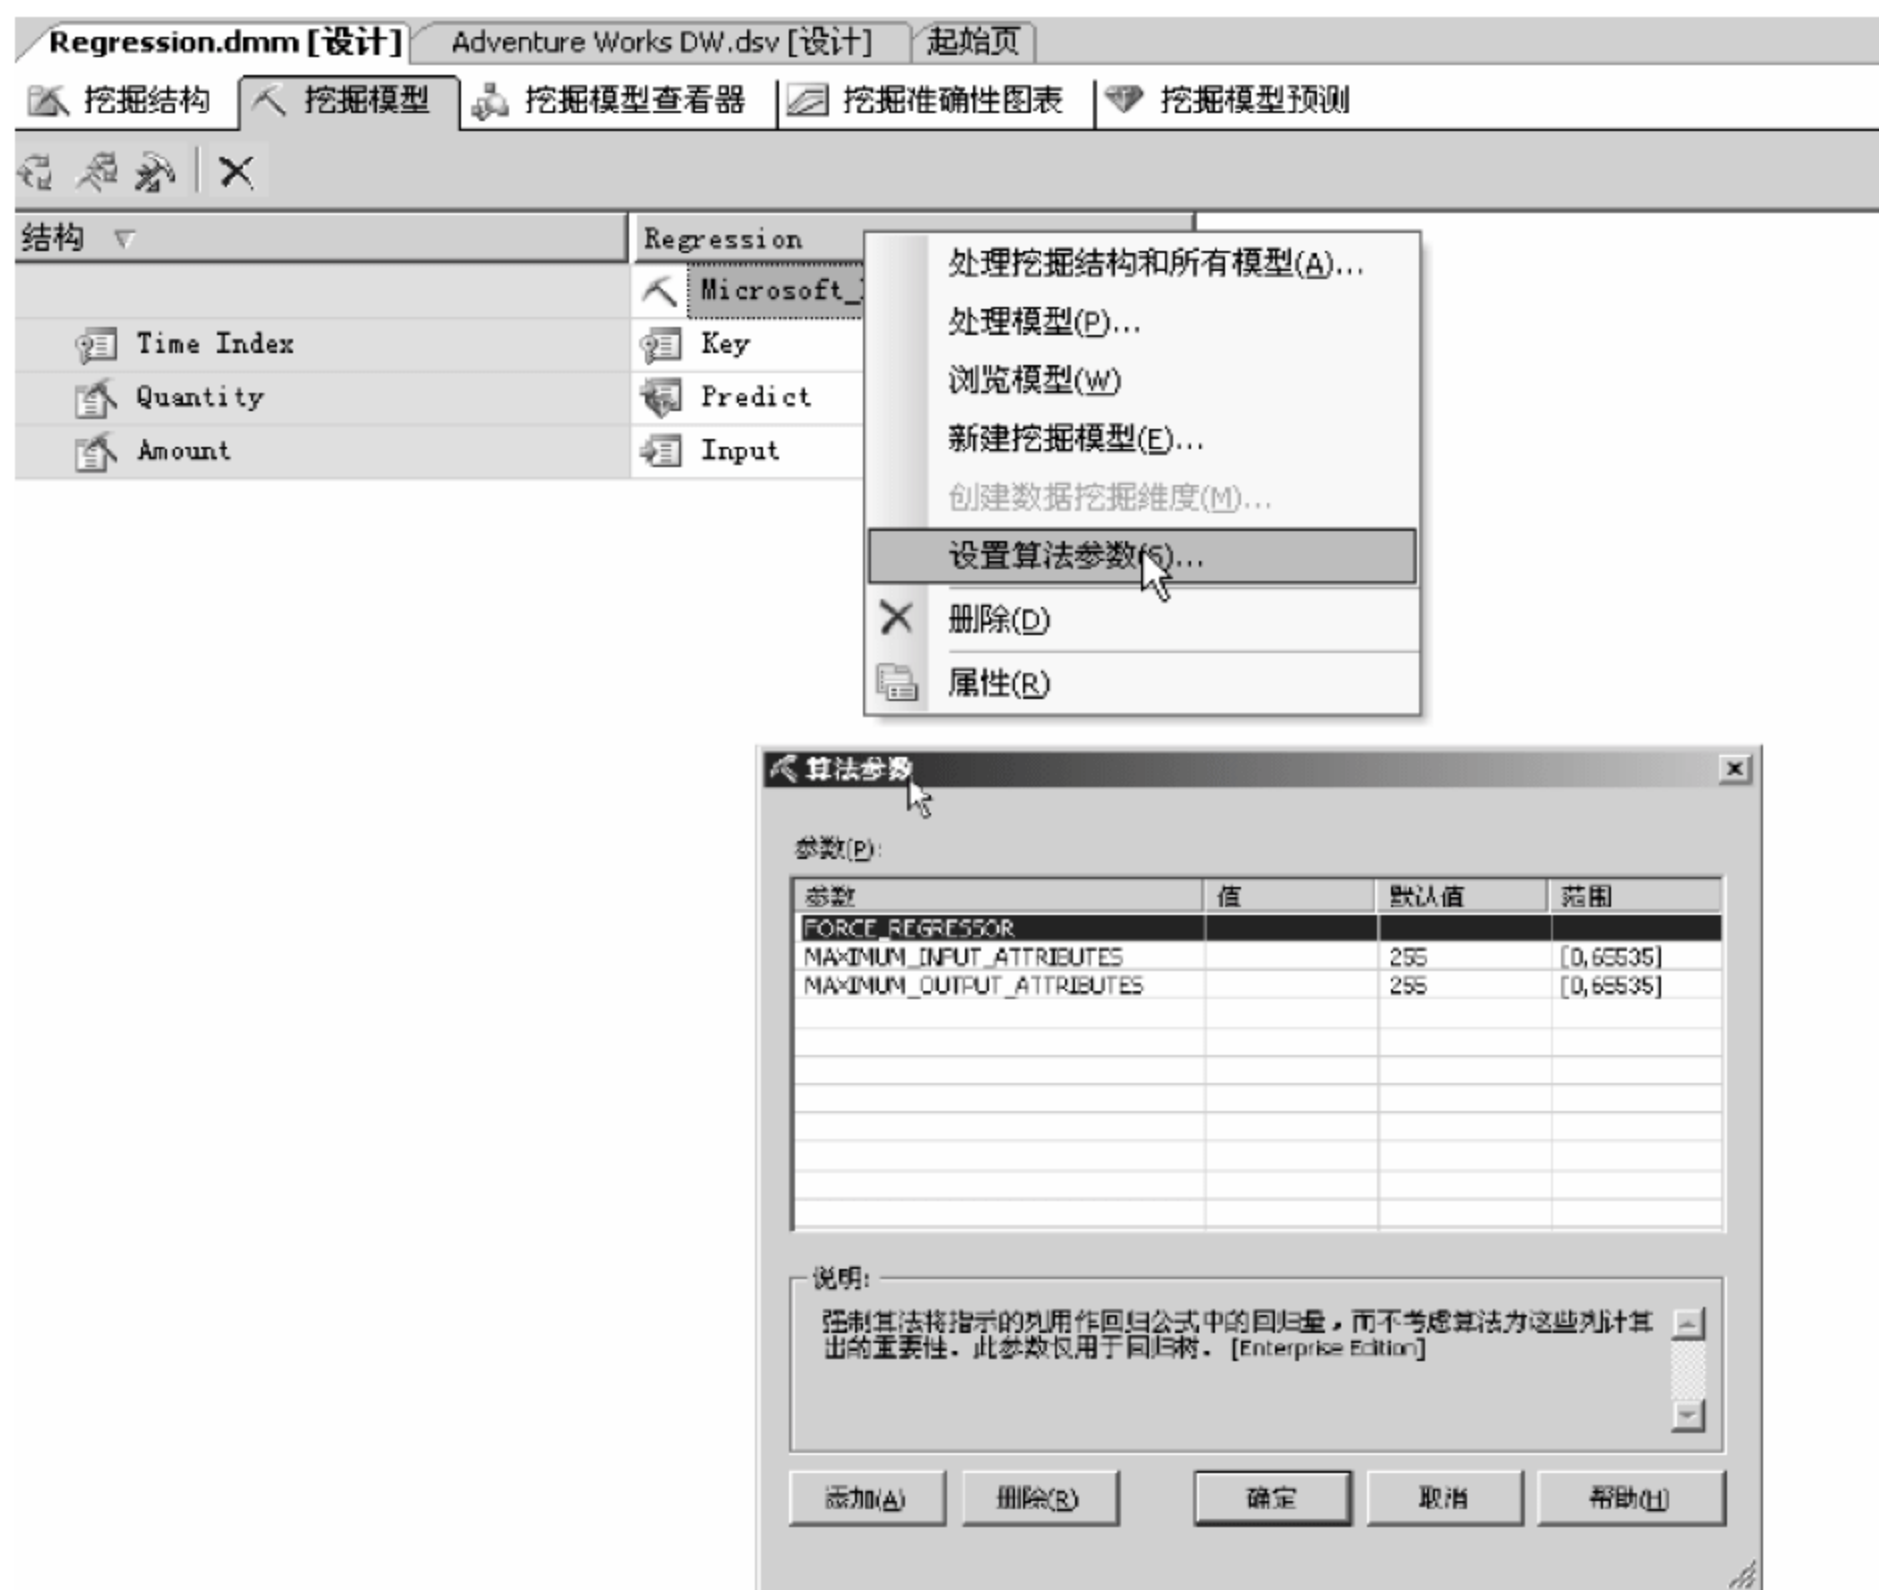 Regression.dmm [设计] Adventure Works DW.dsv [设计] 起始页
挖掘结构 挖掘模型 挖掘模型查看器 挖掘准确性图表 挖掘模型预测
结构 Regression
Microsoft_
Time Index Key
Quantity Predict
Amount Input
处理挖掘结构和所有模型(A)...
处理模型(P)...
浏览模型(W)
新建挖掘模型(E)...
创建数据挖掘维度(M)...
设置算法参数(S)...
删除(D)
属性(R)
算法参数
参数(P):
参数 值 默认值 范围
FORCE_REGRESSOR
MAXIMUM_INPUT_ATTRIBUTES 255 [0,65535]
MAXIMUM_OUTPUT_ATTRIBUTES 255 [0,65535]
说明:
强制算法将指示的列用作回归公式中的回归量，而不考虑算法为这些列计算
出的重要性。此参数仅用于回归树。 [Enterprise Edition]
添加(A) 删除(R) 确定 取消 帮助(H)